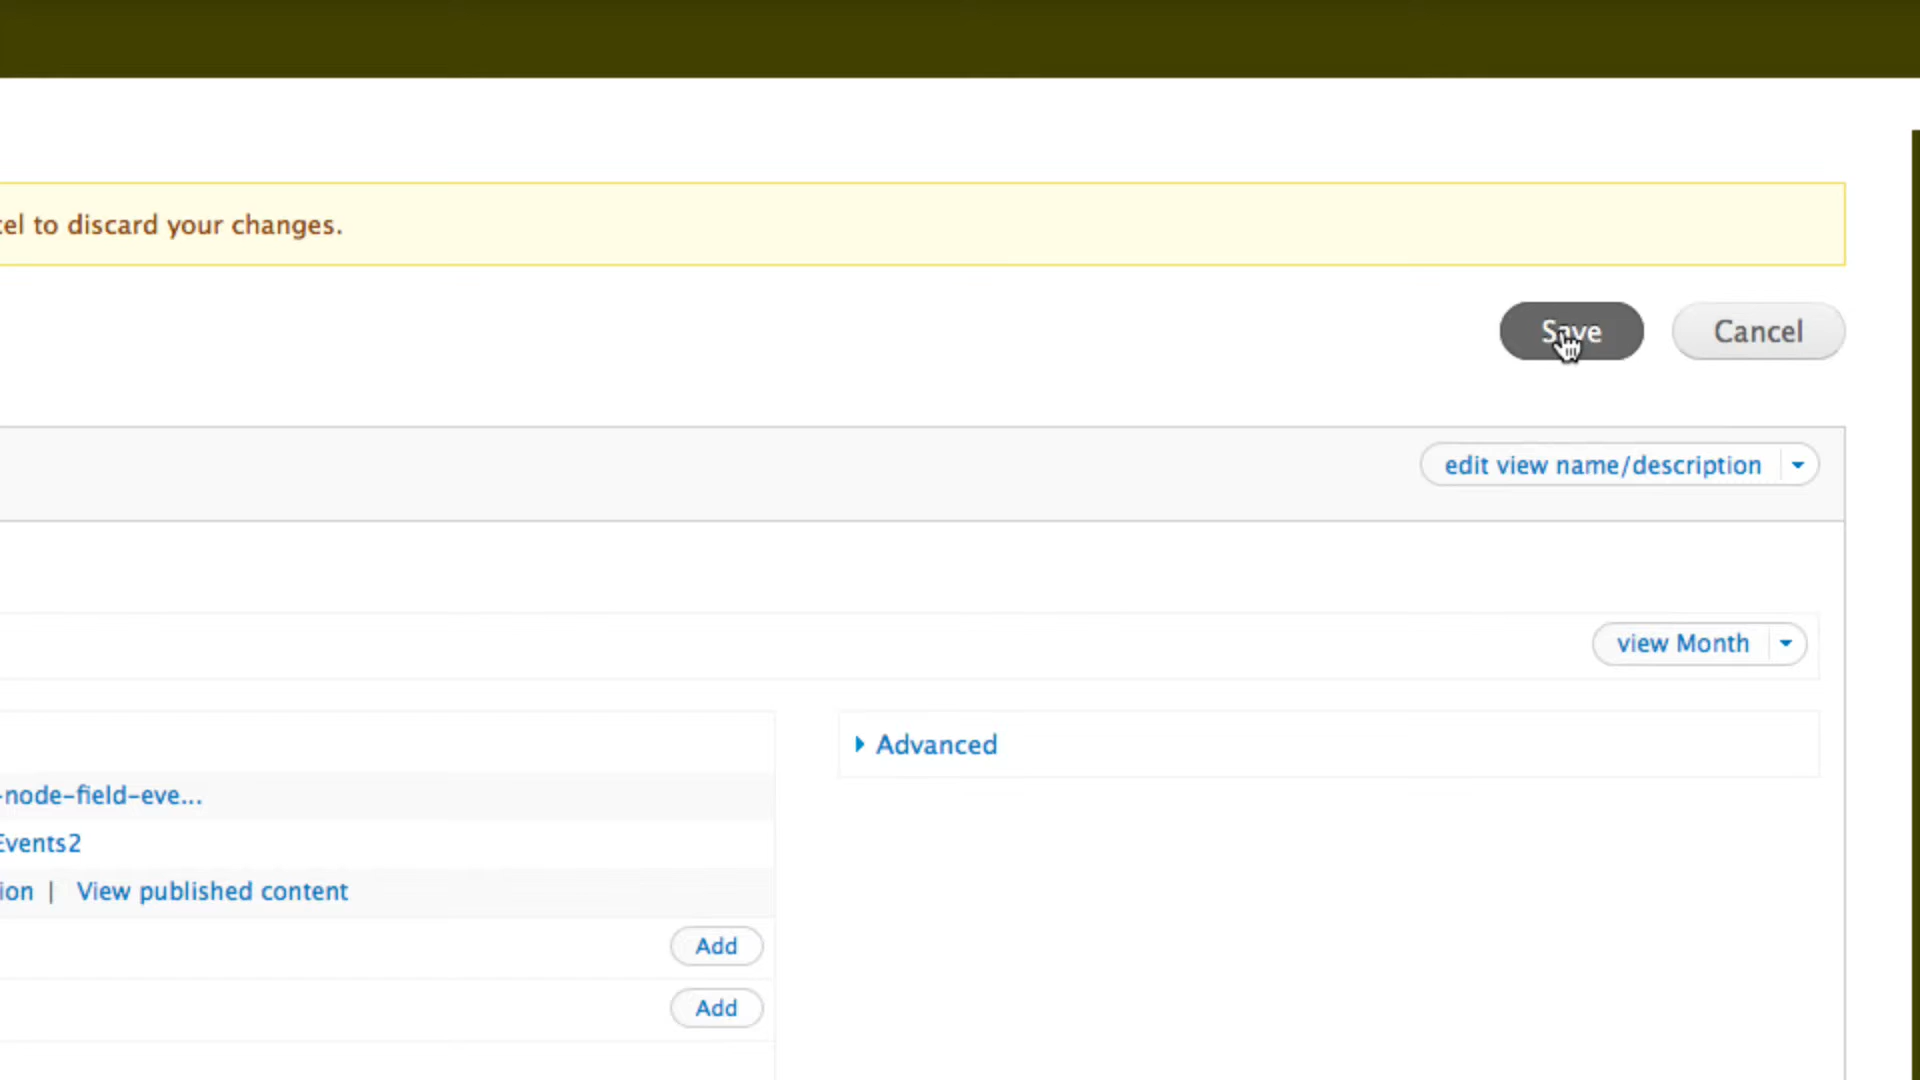 cel to discard your changes.
Save Cancel
edit view name/description
view Month
Advanced
-node-field-eve...
Events2
ion | View published content
Add
Add